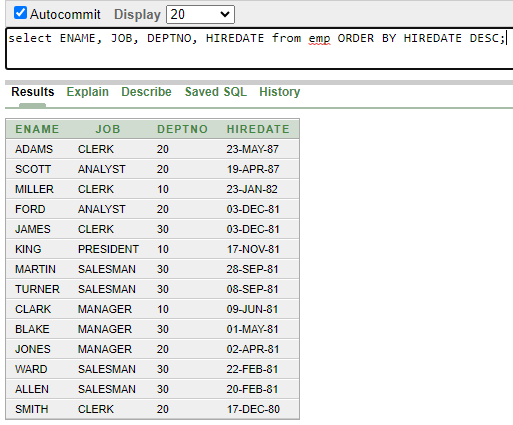 Autocommit Display 20
select ENAME, JOB, DEPTNO, HIREDATE from emp ORDER BY HIREDATE DESC;
Results Explain Describe Saved SQL History
ENAME JOB DEPTNO HIREDATE
ADAMS CLERK 20 23-MAY-87
SCOTT ANALYST 20 19-APR-87
MILLER CLERK 10 23-JAN-82
FORD ANALYST 20 03-DEC-81
JAMES CLERK 30 03-DEC-81
KING PRESIDENT 10 17-NOV-81
MARTIN SALESMAN 30 28-SEP-81
TURNER SALESMAN 30 08-SEP-81
CLARK MANAGER 10 09-JUN-81
BLAKE MANAGER 30 01-MAY-81
JONES MANAGER 20 02-APR-81
WARD SALESMAN 30 22-FEB-81
ALLEN SALESMAN 30 20-FEB-81
SMITH CLERK 20 17-DEC-80